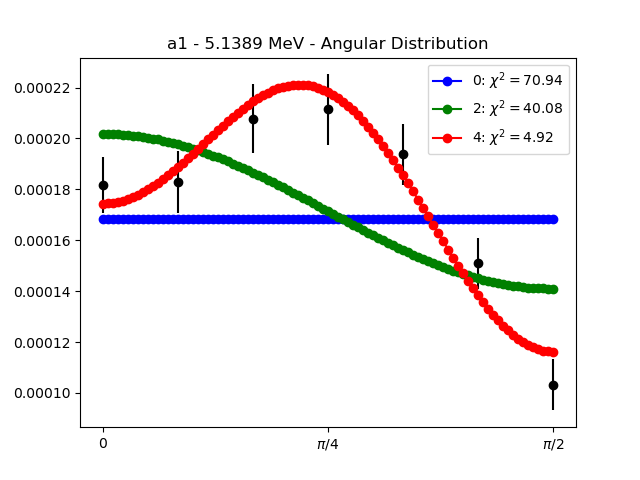 a1 - 5.1389 MeV - Angular Distribution
0: χ² = 70.94
2: χ² = 40.08
4: χ² = 4.92
0.00022
0.00020
0.00018
0.00016
0.00014
0.00012
0.00010
0 π/4 π/2